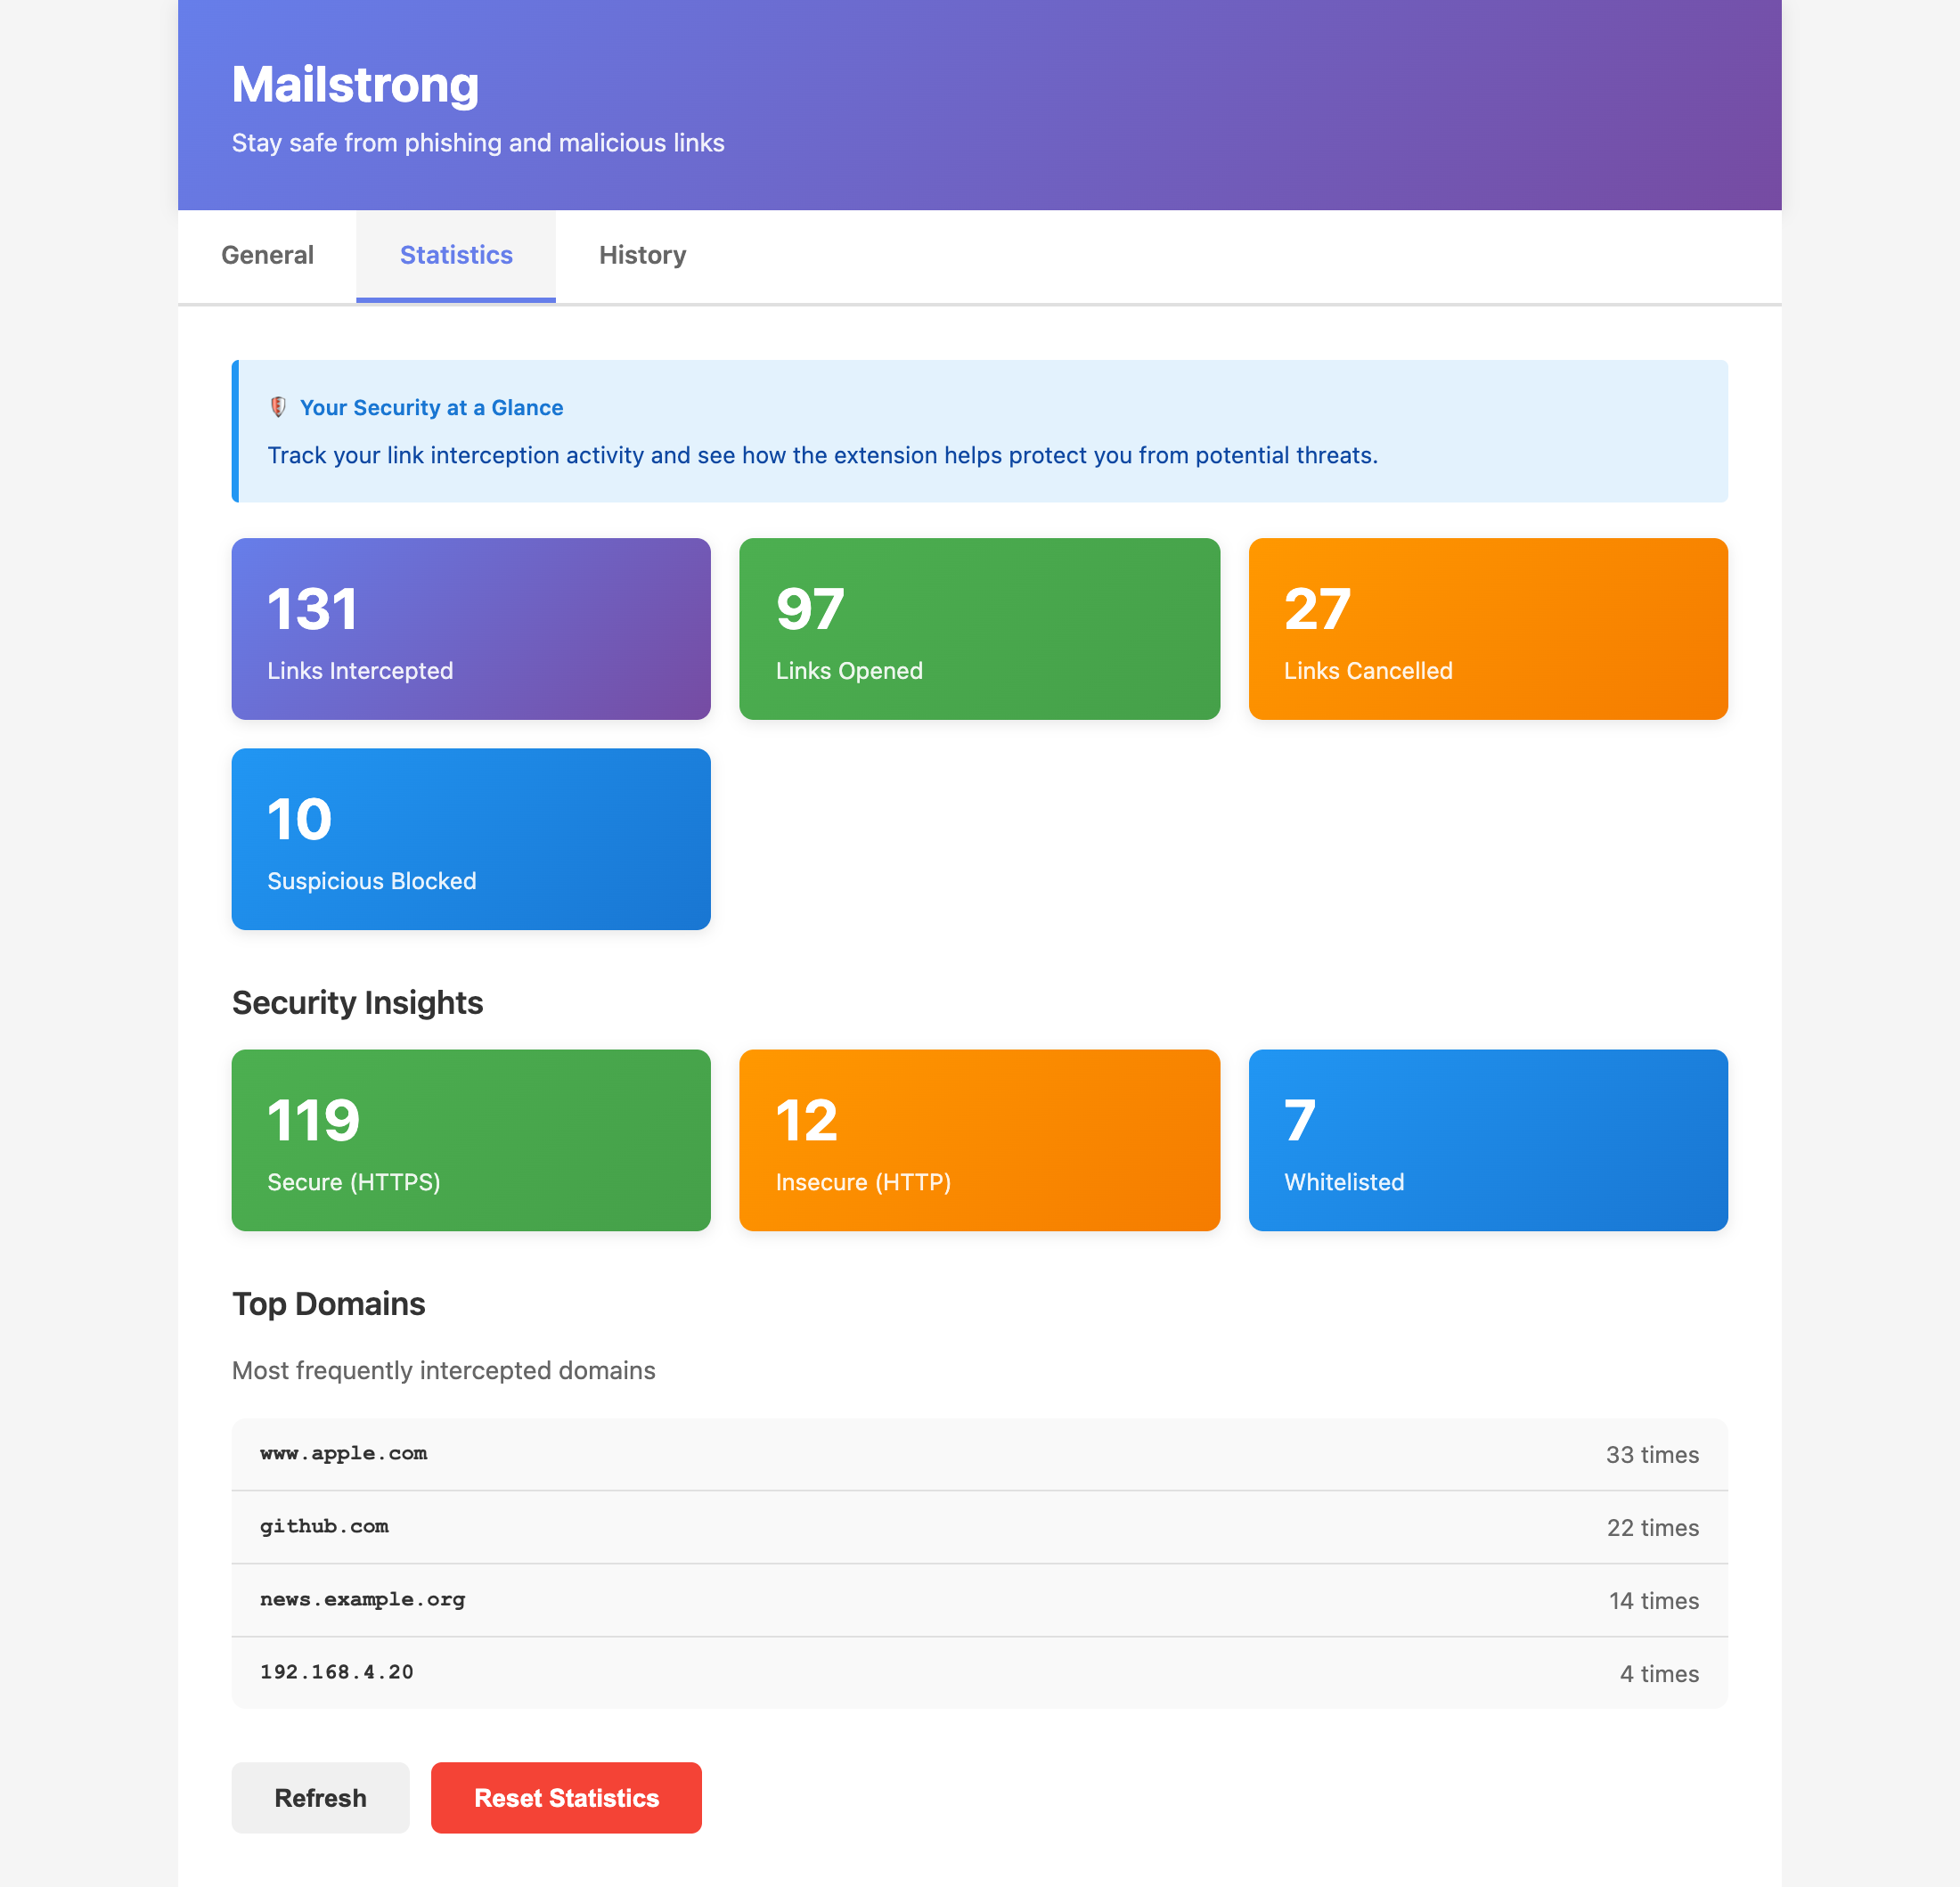 Mailstrong
Stay safe from phishing and malicious links
General
Statistics
History
Your Security at a Glance
Track your link interception activity and see how the extension helps protect you from potential threats.
131
Links Intercepted
97
Links Opened
27
Links Cancelled
10
Suspicious Blocked
Security Insights
119
Secure (HTTPS)
12
Insecure (HTTP)
7
Whitelisted
Top Domains
Most frequently intercepted domains
www.apple.com 33 times
github.com 22 times
news.example.org 14 times
192.168.4.20 4 times
Refresh
Reset Statistics